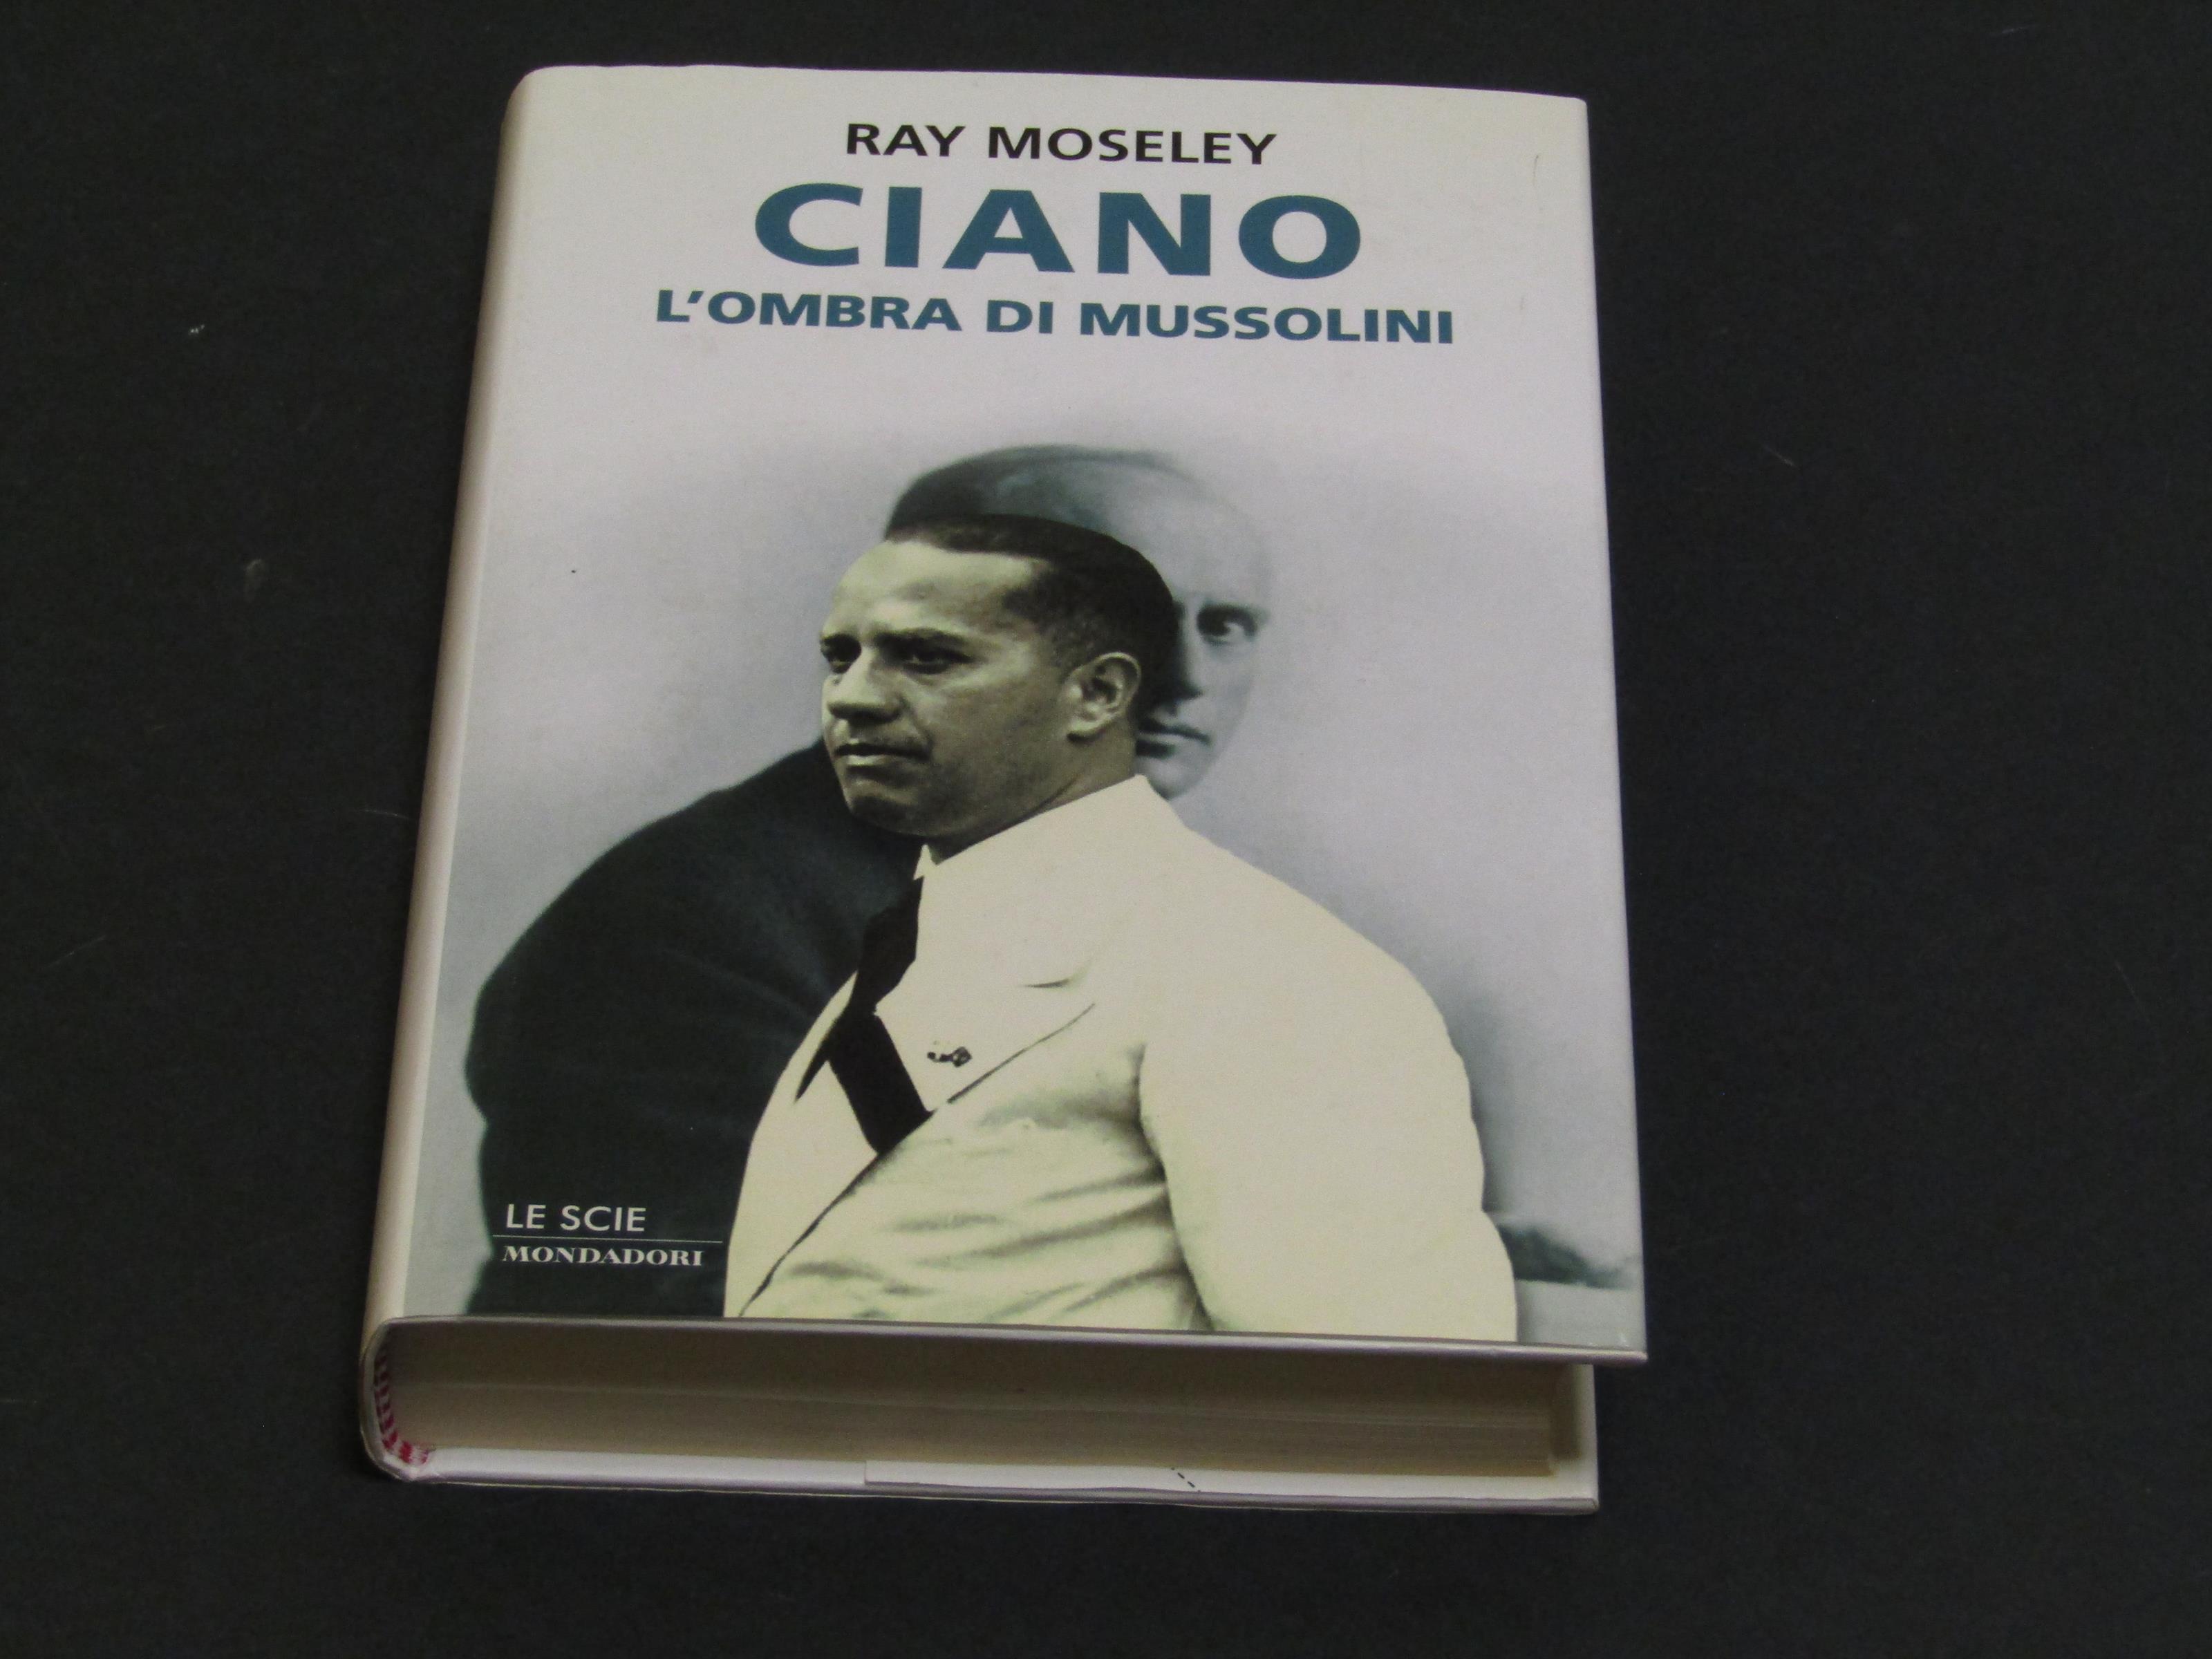 RAY MOSELEY
CIANO
L'OMBRA DI MUSSOLINI
LE SCIE
MONDADORI